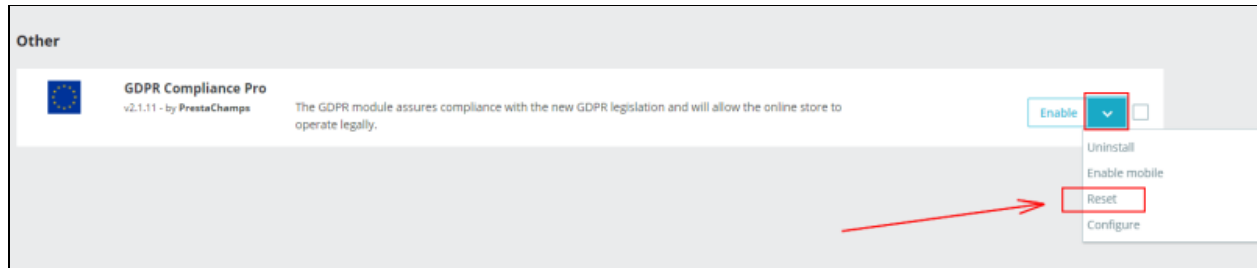 Other
GDPR Compliance Pro
v2.1.11 - by PrestaChamps
The GDPR module assures compliance with the new GDPR legislation and will allow the online store to
operate legally.
Enable
Uninstall
Enable mobile
Reset
Configure